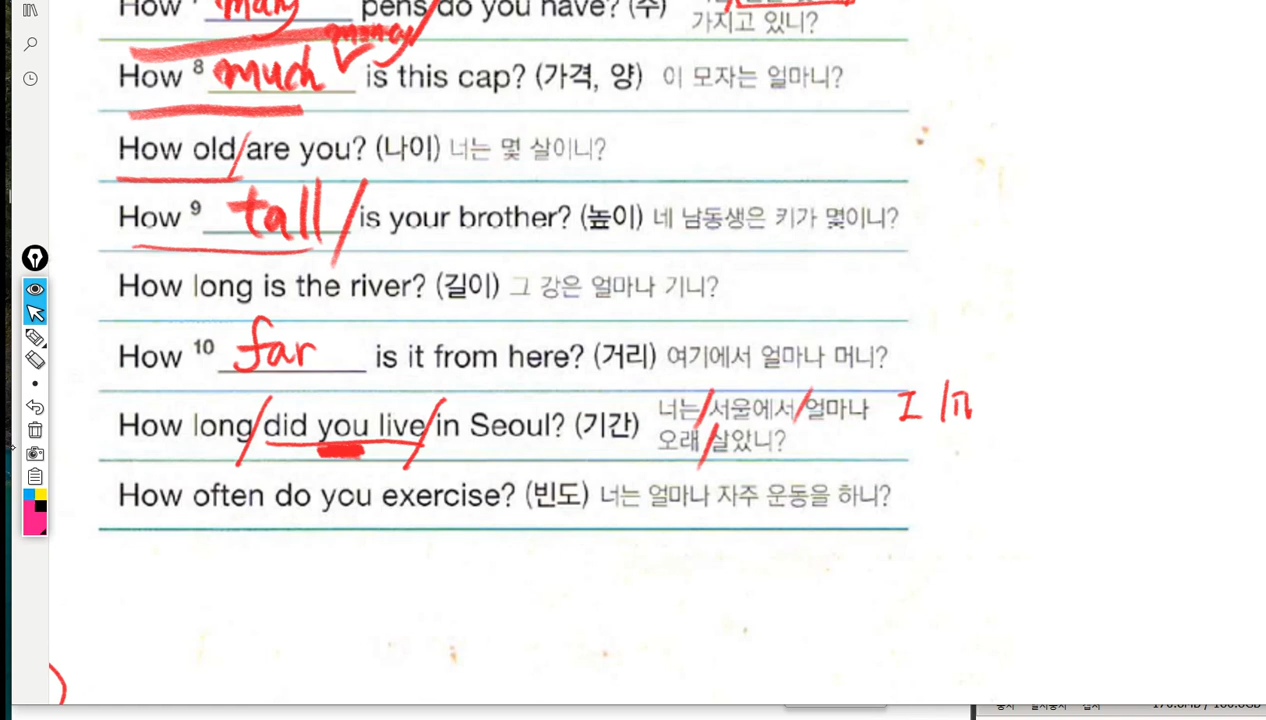 How many pens/do you have? (수)
가지고 있니?
money
How 8 much ✓ is this cap? (가격, 양) 이 모자는 얼마니?
How old/are you? (나이) 너는 몇 살이니?
How 9 tall / is your brother? (높이) 네 남동생은 키가 몇이니?
How long is the river? (길이) 그 강은 얼마나 기니?
How 10 far is it from here? (거리) 여기에서 얼마나 머니?
How long/did you live/in Seoul? (기간) 너는/서울에서/얼마나
오래/살았니?
How often do you exercise? (빈도) 너는 얼마나 자주 운동을 하니?